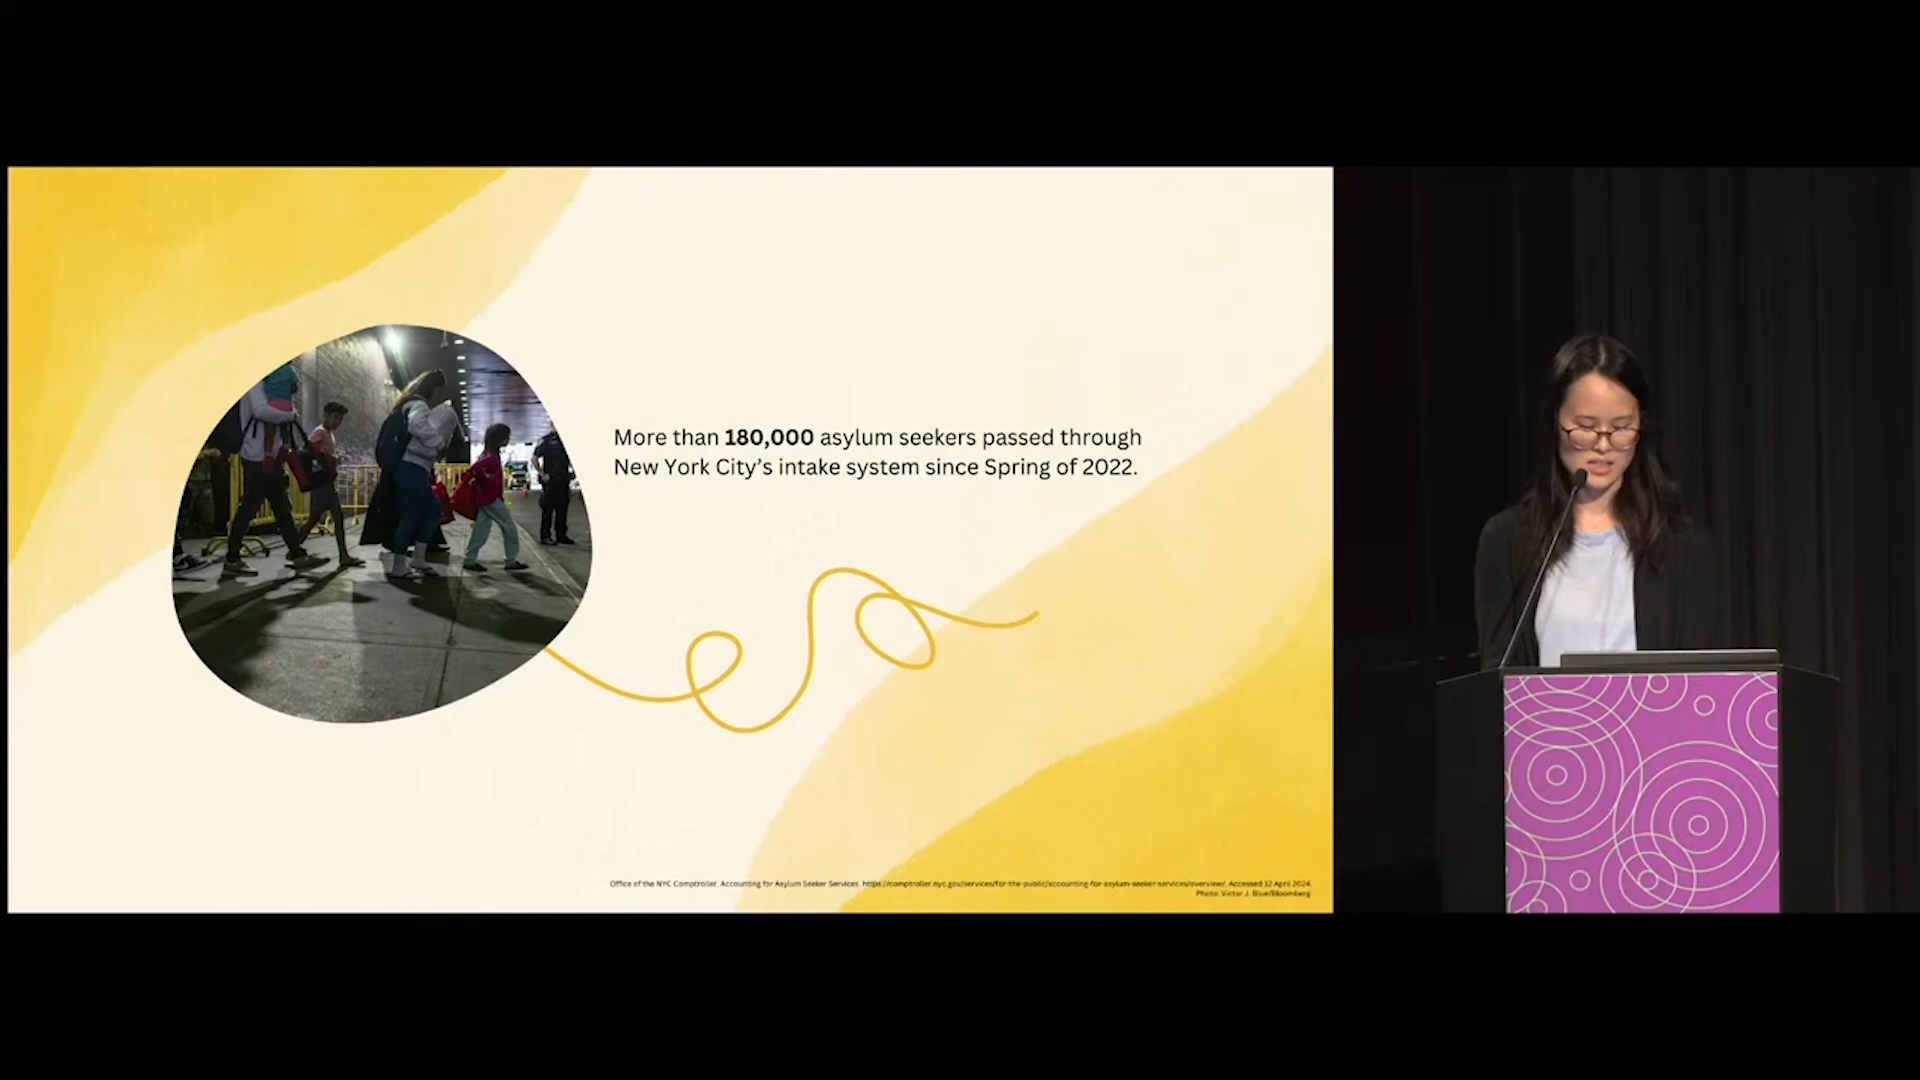 More than 180,000 asylum seekers passed through
New York City's intake system since Spring of 2022.
Office of the NYC Comptroller. Accounting for Asylum Seeker Services. https://comptroller.nyc.gov/services/for-the-public/accounting-for-asylum-seeker-services/overview/. Accessed 12 April 2024.
Photo: Victor J. Blue/Bloomberg